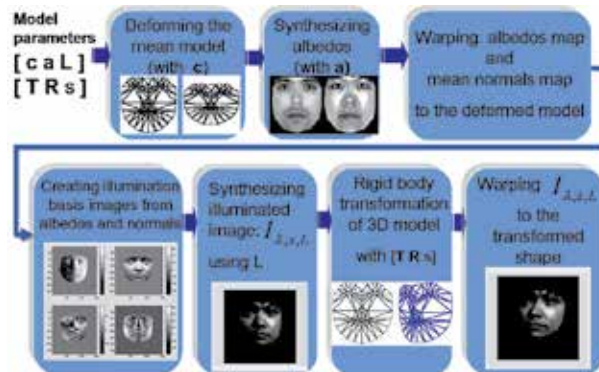 Model
parameters
[ c a L ]
[ T R s ]
Deforming the
mean model
(with c)
Synthesizing
albedos
(with a)
Warping: albedos map
and
mean normals map
to the deformed model
Creating illumination
basis images from
albedos and normals
Synthesizing
illuminated
image: I
using L
Rigid body
transformation
of 3D model
with [T R s]
Warping I
to the
transformed
shape